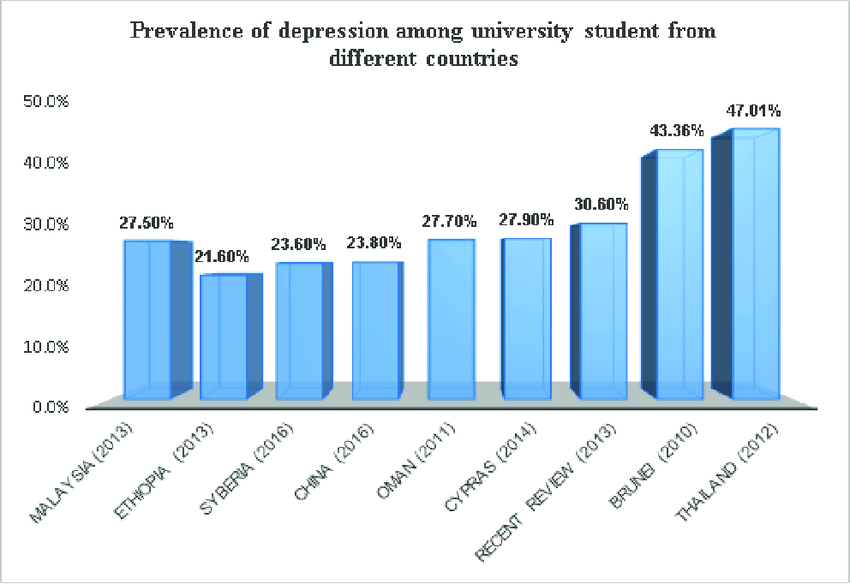 Prevalence of depression among university student from
different countries
50.0%
40.0%
30.0%
20.0%
10.0%
0.0%
27.50%
21.60%
23.60%
23.80%
27.70%
27.90%
30.60%
43.36%
47.01%
MALAYSIA (2013)
ETHIOPIA (2013)
SYBERIA (2016)
CHINA (2016)
OMAN (2011)
CYPRAS (2014)
RECENT REVIEW (2013)
BRUNEI (2010)
THAILAND (2012)